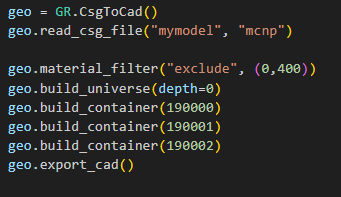 geo = GR.CsgToCad()
geo.read_csg_file("mymodel", "mcnp")
geo.material_filter("exclude", (0,400))
geo.build_universe(depth=0)
geo.build_container(190000)
geo.build_container(190001)
geo.build_container(190002)
geo.export_cad()